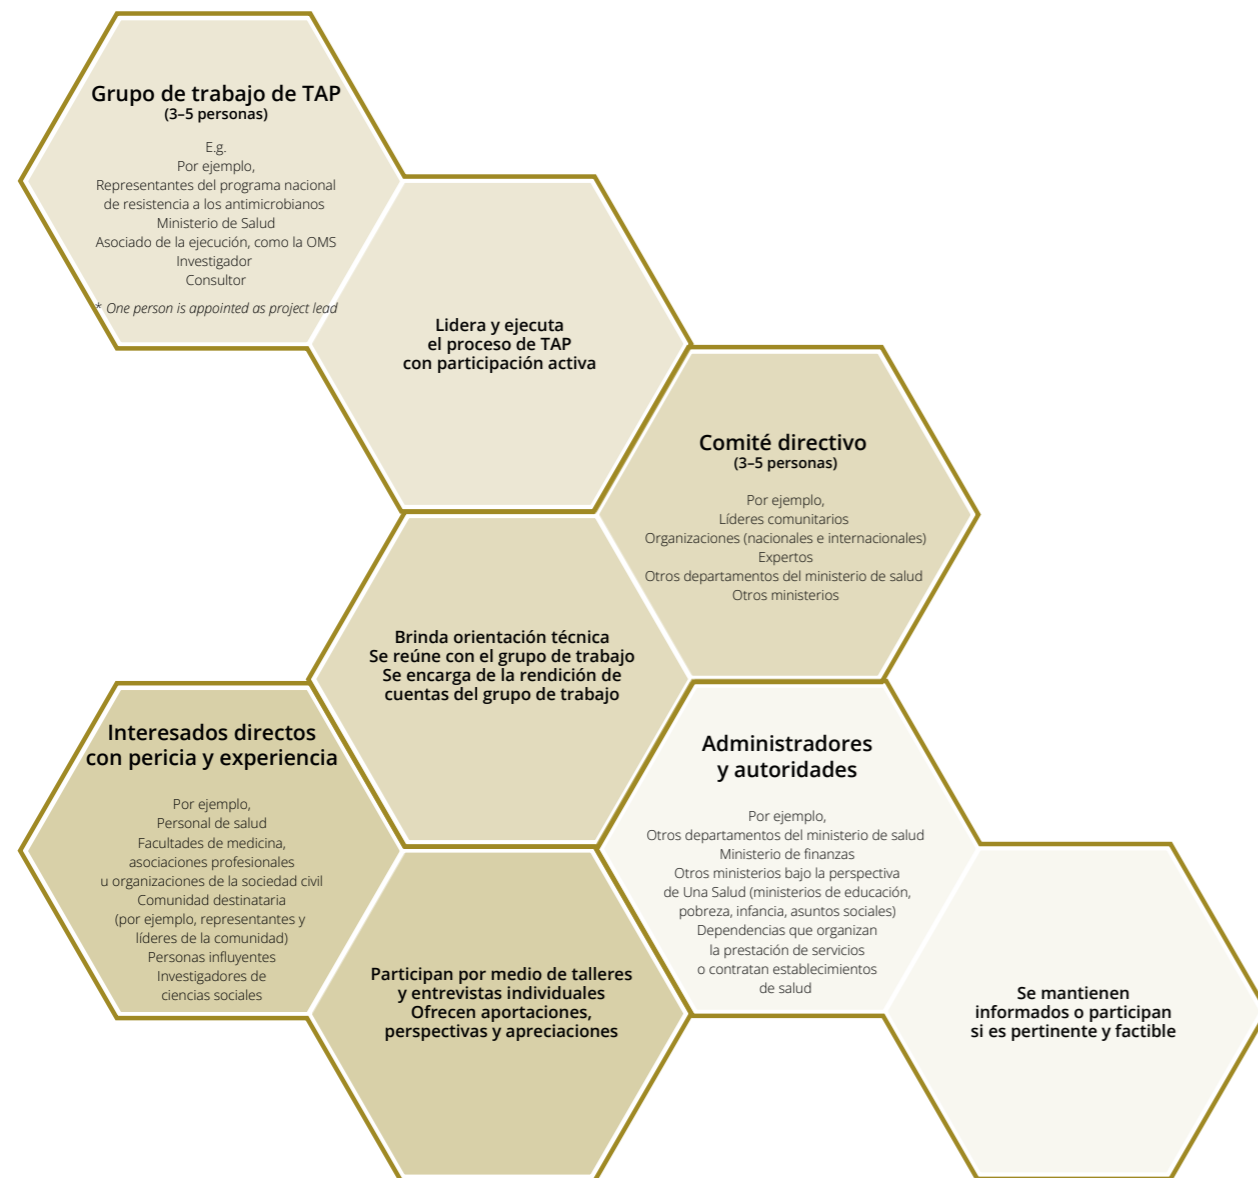 Grupo de trabajo de TAP
(3–5 personas)
E.g.
Por ejemplo,
Representantes del programa nacional
de resistencia a los antimicrobianos
Ministerio de Salud
Asociado de la ejecución, como la OMS
Investigador
Consultor
* One person is appointed as project lead
Lidera y ejecuta
el proceso de TAP
con participación activa
Comité directivo
(3–5 personas)
Por ejemplo,
Líderes comunitarios
Organizaciones (nacionales e internacionales)
Expertos
Otros departamentos del ministerio de salud
Otros ministerios
Brinda orientación técnica
Se reúne con el grupo de trabajo
Se encarga de la rendición de
cuentas del grupo de trabajo
Interesados directos
con pericia y experiencia
Por ejemplo,
Personal de salud
Facultades de medicina,
asociaciones profesionales
u organizaciones de la sociedad civil
Comunidad destinataria
(por ejemplo, representantes y
líderes de la comunidad)
Personas influyentes
Investigadores de
ciencias sociales
Participan por medio de talleres
y entrevistas individuales
Ofrecen aportaciones,
perspectivas y apreciaciones
Administradores
y autoridades
Por ejemplo,
Otros departamentos del ministerio de salud
Ministerio de finanzas
Otros ministerios bajo la perspectiva
de Una Salud (ministerios de educación,
pobreza, infancia, asuntos sociales)
Dependencias que organizan
la prestación de servicios
o contratan establecimientos
de salud
Se mantienen
informados o participan
si es pertinente y factible